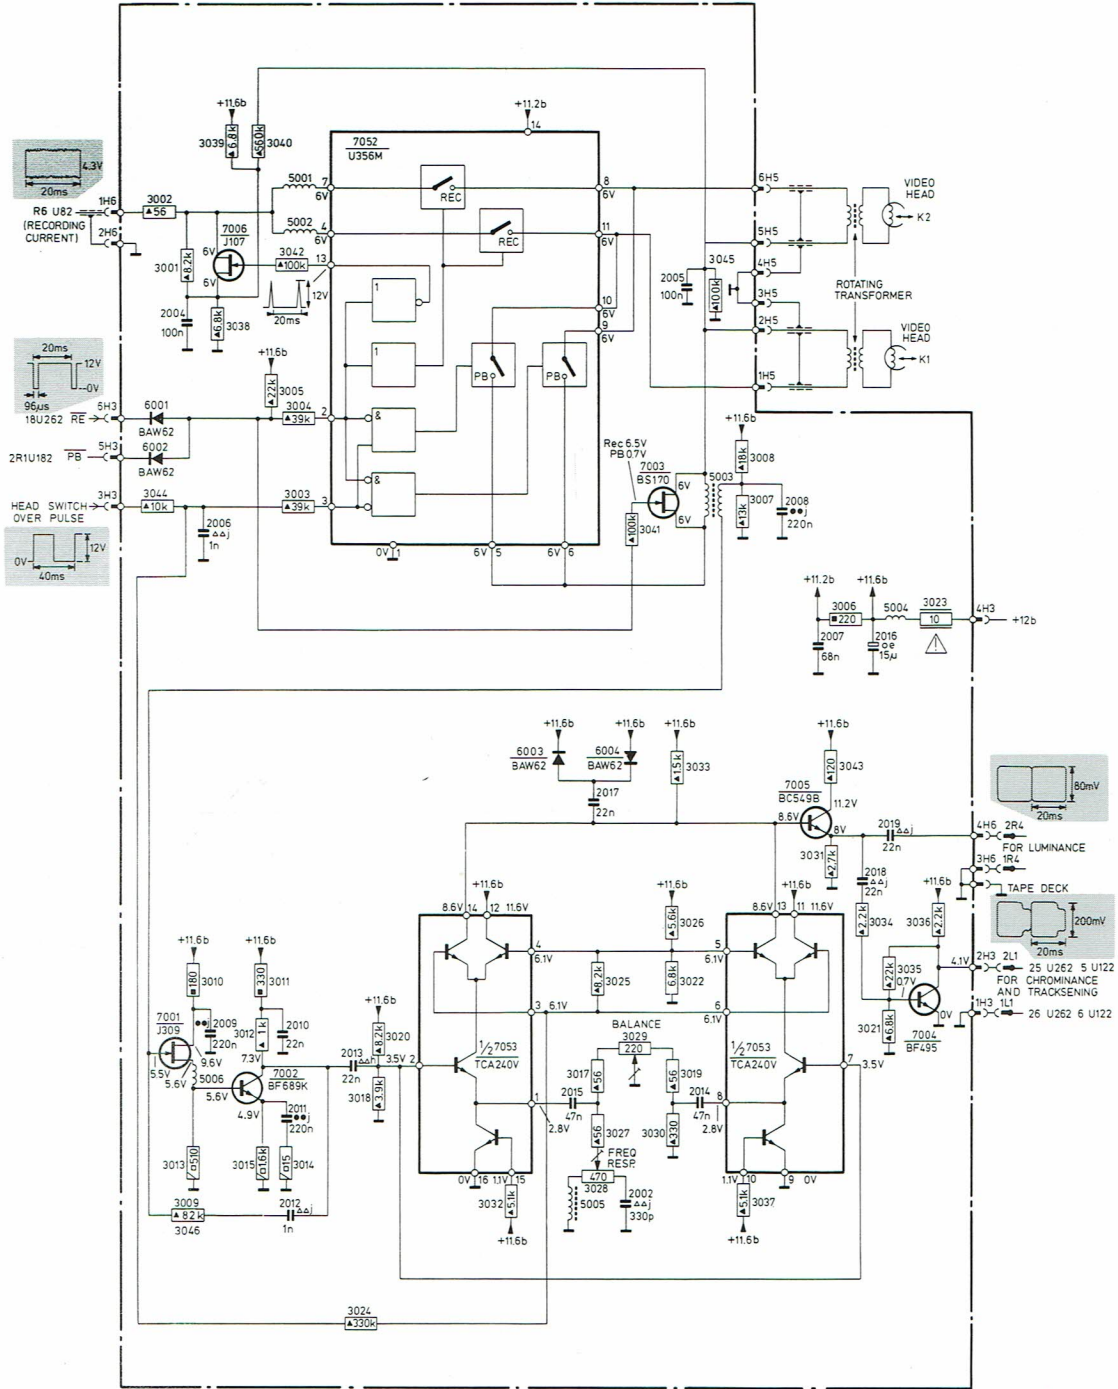 +11.6b
+11.2b
14
3039
6.8k
560k
3040
7052
U356M
4.3V
20ms
1H6
3002
56
R6 U82
(RECORDING
CURRENT)
2H6
5001
7
6V
REC
8
6V
6H5
VIDEO
HEAD
K2
5002
4
6V
REC
11
6V
5H5
7006
J107
6V
6V
3042
100k
13
12V
20ms
3001
8.2k
2004
100n
6.8k
3038
1
10
6V
9
6V
2005
100n
3045
100k
4H5
3H5
2H5
1H5
ROTATING
TRANSFORMER
VIDEO
HEAD
K1
20ms
12V
0V
96µs
+11.6b
22k
3005
1
PB
PB
6H3
18U262 RE
6001
BAW62
3004
39k
2
&
5H3
2R1U182 PB
6002
BAW62
Rec 6.5V
PB 0.7V
7003
BS170
6V
6V
5003
+11.6b
18k
3008
13k
3007
2008
220n
3H3
HEAD SWITCH
OVER PULSE
3044
10k
3003
39k
3
&
100k
3041
2006
1n
0V
12V
40ms
0V
1
6V
5
6V
6
+11.2b
+11.6b
3006
220
5004
3023
10
4H3
+12b
2007
68n
2016
15µ
+11.6b
+11.6b
+11.6b
+11.6b
6003
BAW62
6004
BAW62
1.5k
3033
120
3043
2017
22n
7005
BC549B
11.2V
8.6V
8V
80mV
20ms
2019
22n
4H6 2R4
FOR LUMINANCE
3031
2.7k
2018
22n
3H6 1R4
TAPE DECK
+11.6b
8.6V
14
12
11.6V
+11.6b
5.6k
3026
+11.6b
8.6V
13
11
11.6V
2.2k
3034
+11.6b
3036
2.2k
200mV
20ms
4
6.1V
8.2k
3025
6.8k
3022
5
6.1V
22k
3035
0.7V
4.1V
2H3 2L1
25 U262 5 U122
FOR CHROMINANCE
AND TRACKSENING
+11.6b
+11.6b
180
3010
330
3011
3
6.1V
6
6.1V
3021
6.8k
0V
7004
BF495
1H3 1L1
26 U262 6 U122
7001
J309
2009
220n
3012
1k
2010
22n
+11.6b
8.2k
3020
BALANCE
3029
220
9.6V
7.3V
2013
22n
3.5V
2
½7053
TCA240V
½7053
TCA240V
7
3.5V
5.5V
5.6V
5006
7002
BF689K
5.6V
4.9V
3018
3.9k
3017
56
56
3019
2011
220n
1
2.8V
2015
47n
2014
47n
8
2.8V
56
3027
3030
330
3013
510
3015
1.6k
15
3014
FREQ
RESP.
470
3028
0V
16
1.1V
15
1.1V
10
9
0V
3009
82k
3046
2012
1n
3032
5.1k
+11.6b
5005
2002
330p
5.1k
3037
+11.6b
3024
330k